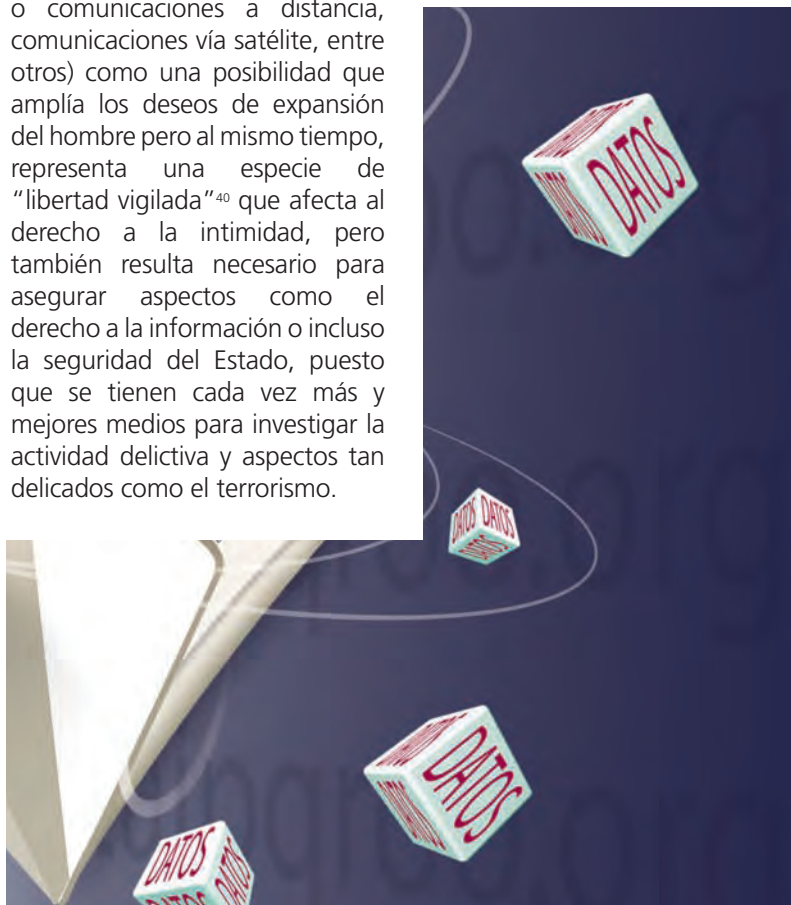 o comunicaciones a distancia,
comunicaciones vía satélite, entre
otros) como una posibilidad que
amplía los deseos de expansión
del hombre pero al mismo tiempo,
representa una especie de
“libertad vigilada”⁴⁰ que afecta al
derecho a la intimidad, pero
también resulta necesario para
asegurar aspectos como el
derecho a la información o incluso
la seguridad del Estado, puesto
que se tienen cada vez más y
mejores medios para investigar la
actividad delictiva y aspectos tan
delicados como el terrorismo.
DATOS
DATOS
DATOS DATOS
DATOS
DATOS
DATOS
DATOS
DATOS
DATOS